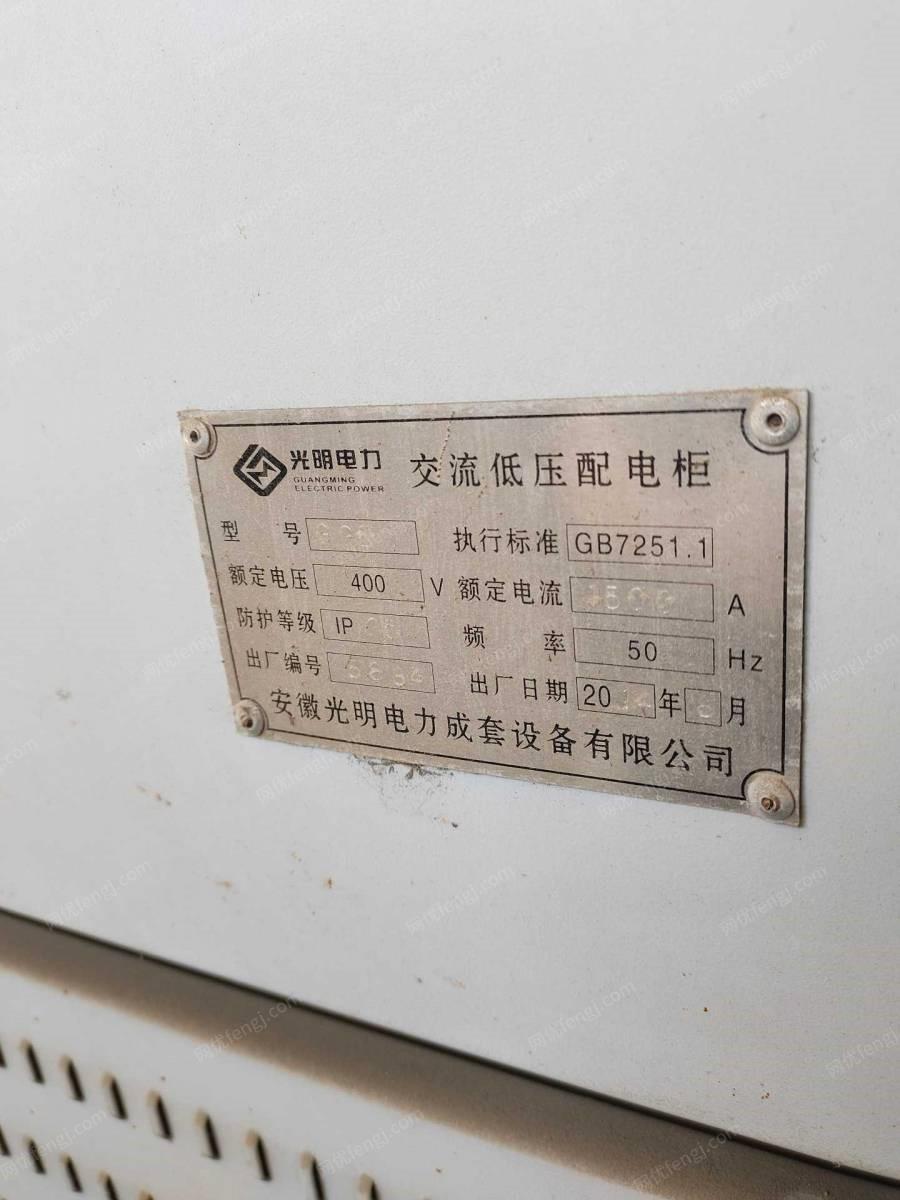 光明电力 交流低压配电柜
GUANGMING
ELECTRIC POWER
型 号 执行标准 GB7251.1
额定电压 400 V 额定电流 A
防护等级 IP 频 率 50 Hz
出厂编号 出厂日期 20 年 月
安徽光明电力成套设备有限公司